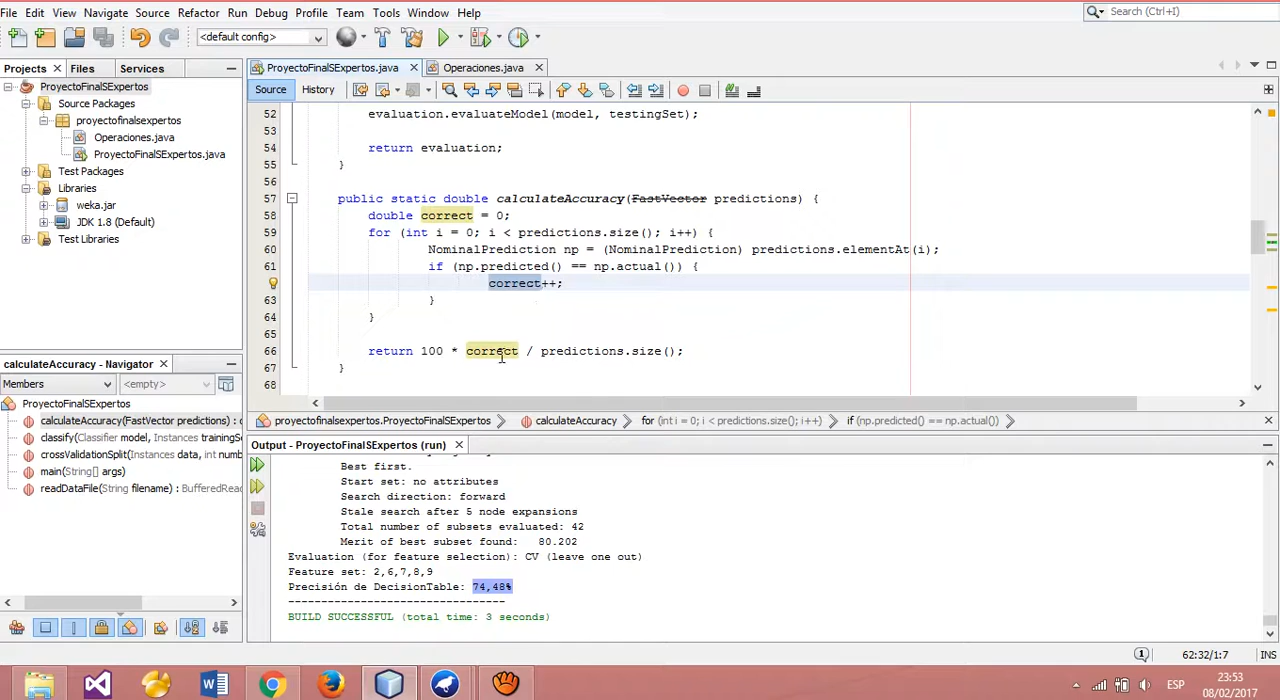 File Edit View Navigate Source Refactor Run Debug Profile Team Tools Window Help
Search (Ctrl+I)
<default config>
Projects Files Services
ProyectoFinalSExpertos
Source Packages
proyectofinalsexpertos
Operaciones.java
ProyectoFinalSExpertos.java
Test Packages
Libraries
weka.jar
JDK 1.8 (Default)
Test Libraries
ProyectoFinalSExpertos.java Operaciones.java
Source History
52 evaluation.evaluateModel(model, testingSet);
53
54 return evaluation;
55 }
56
57 public static double calculateAccuracy(FastVector predictions) {
58 double correct = 0;
59 for (int i = 0; i < predictions.size(); i++) {
60 NominalPrediction np = (NominalPrediction) predictions.elementAt(i);
61 if (np.predicted() == np.actual()) {
correct++;
63 }
64 }
65
66 return 100 * correct / predictions.size();
67 }
68
proyectofinalsexpertos.ProyectoFinalSExpertos calculateAccuracy for (int i = 0; i < predictions.size(); i++) if (np.predicted() == np.actual())
calculateAccuracy - Navigator
Members <empty>
ProyectoFinalSExpertos
calculateAccuracy(FastVector predictions) :
classify(Classifier model, Instances
crossValidationSplit(Instances data, int
main(String[] args)
readDataFile(String filename) :
Output - ProyectoFinalSExpertos (run)
Best first.
Start set: no attributes
Search direction: forward
Stale search after 5 node expansions
Total number of subsets evaluated: 42
Merit of best subset found: 80.202
Evaluation (for feature selection): CV (leave one out)
Feature set: 2,6,7,8,9
Precisión de DecisionTable: 74,48%
--------------------------------
BUILD SUCCESSFUL (total time: 3 seconds)
1 62:32/1:7 INS
ESP
23:53
08/02/2017